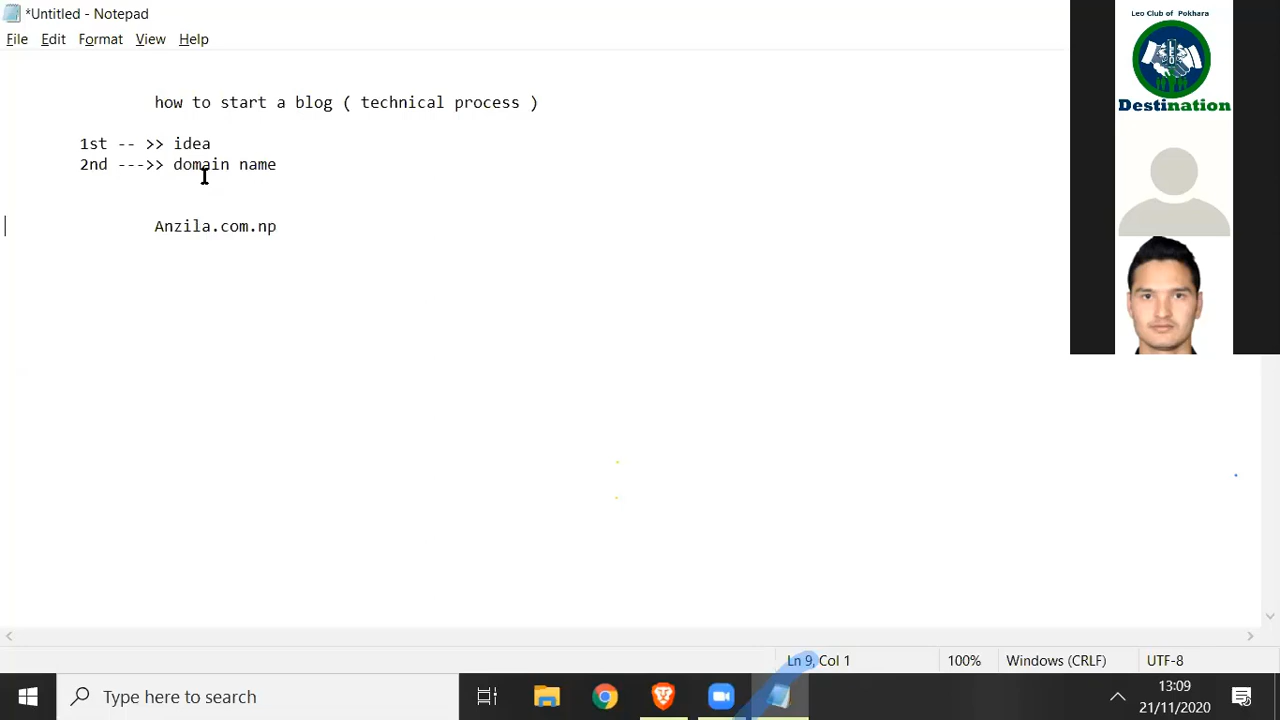 *Untitled - Notepad
File Edit Format View Help
how to start a blog ( technical process )
1st -- >> idea
2nd --->> domain name
Anzila.com.np
Leo Club of Pokhara
LEO
Destination
Ln 9, Col 1 100% Windows (CRLF) UTF-8
Type here to search
13:09
21/11/2020